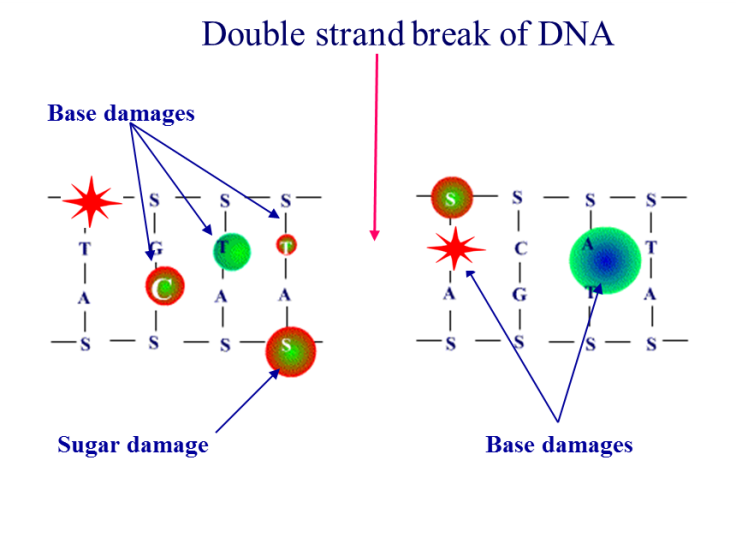 Double strand break of DNA
Base damages
S S S S S S S
T G T T C A T
A C A A A G T A
S S S S S S S S
Sugar damage
Base damages